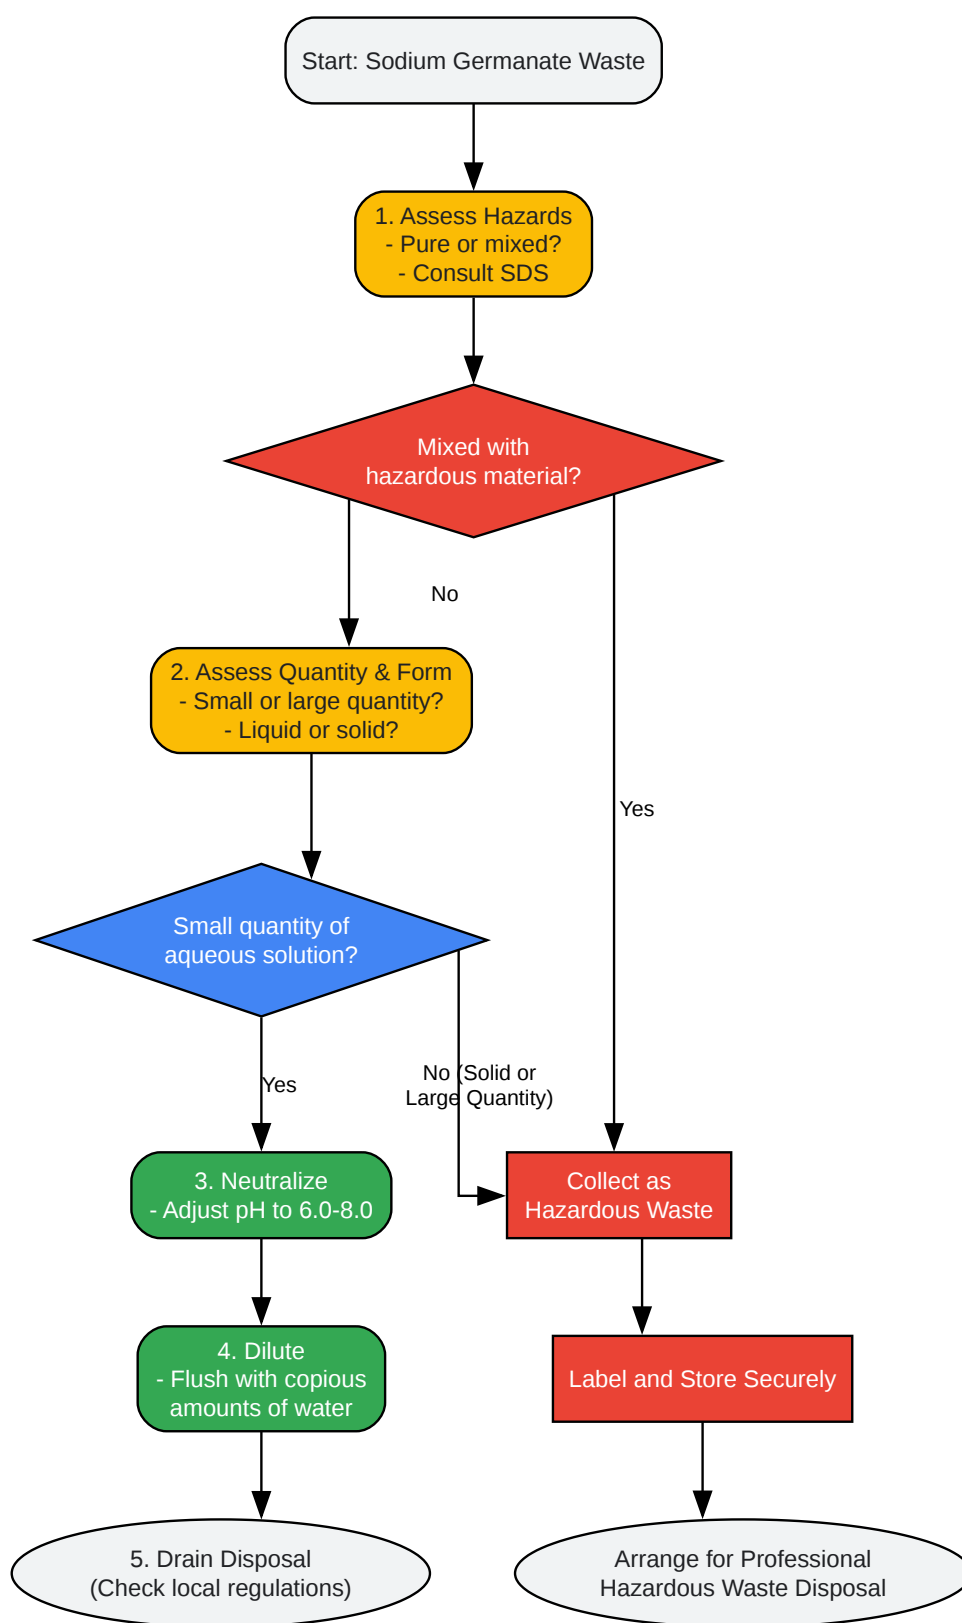 Start: Sodium Germanate Waste
1. Assess Hazards
- Pure or mixed?
- Consult SDS
Mixed with
hazardous material?
No
2. Assess Quantity & Form
- Small or large quantity?
- Liquid or solid?
Yes
Small quantity of
aqueous solution?
Yes
No (Solid or
Large Quantity)
3. Neutralize
- Adjust pH to 6.0-8.0
Collect as
Hazardous Waste
4. Dilute
- Flush with copious
amounts of water
Label and Store Securely
5. Drain Disposal
(Check local regulations)
Arrange for Professional
Hazardous Waste Disposal